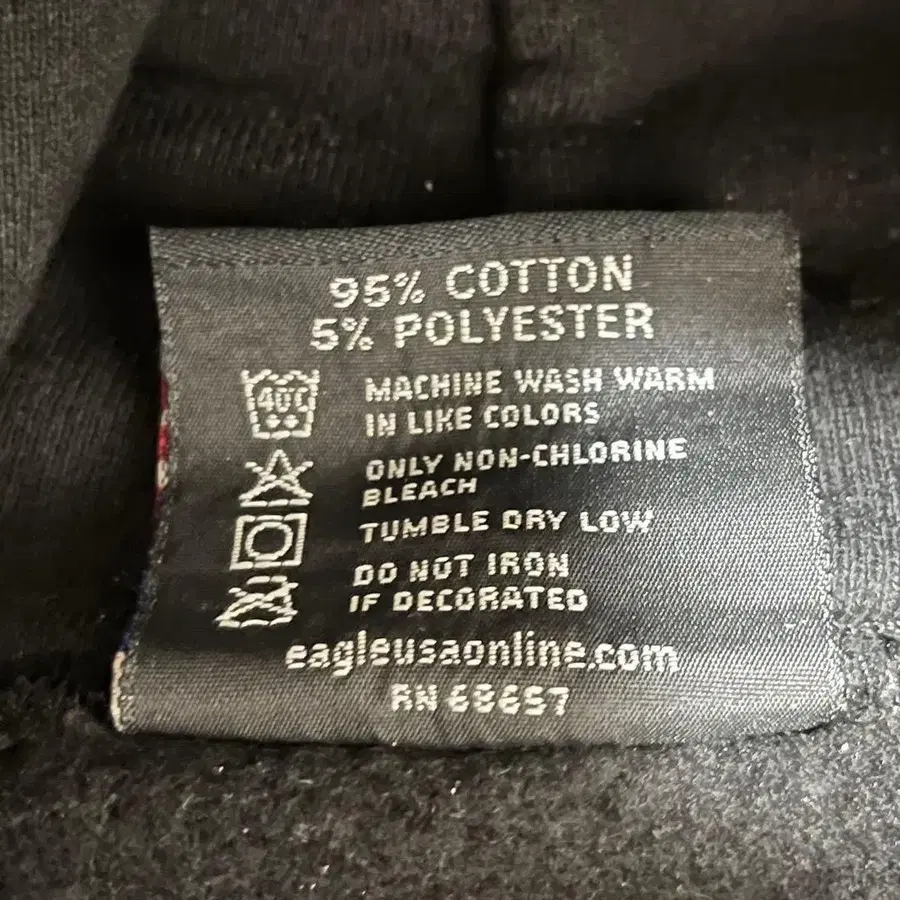 95% COTTON
5% POLYESTER
40C
MACHINE WASH WARM
IN LIKE COLORS
ONLY NON-CHLORINE
BLEACH
TUMBLE DRY LOW
DO NOT IRON
IF DECORATED
eagleusaonline.com
RN 68657